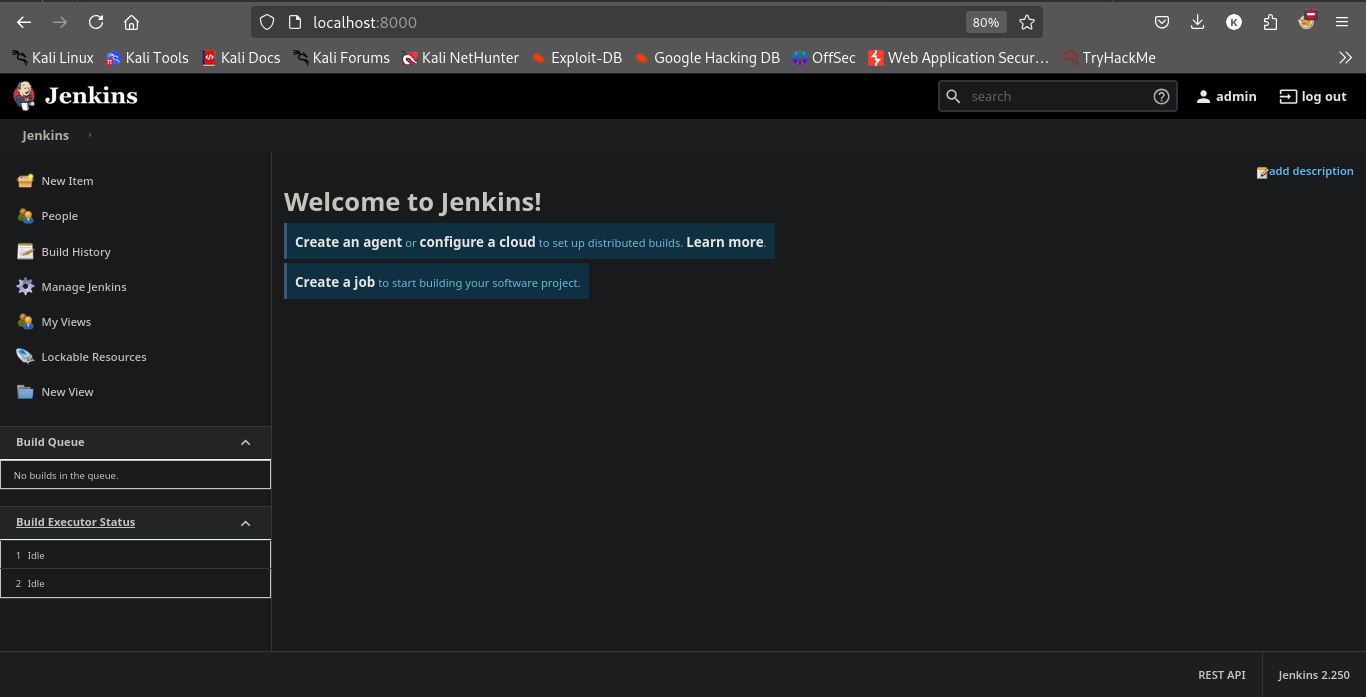 localhost:8000 80% K
Kali Linux Kali Tools Kali Docs Kali Forums Kali NetHunter Exploit-DB Google Hacking DB OffSec Web Application Secur… TryHackMe
Jenkins search admin log out
Jenkins
add description
New Item
People
Build History
Manage Jenkins
My Views
Lockable Resources
New View
Build Queue
No builds in the queue.
Build Executor Status
1 Idle
2 Idle
Welcome to Jenkins!
Create an agent or configure a cloud to set up distributed builds. Learn more.
Create a job to start building your software project.
REST API Jenkins 2.250